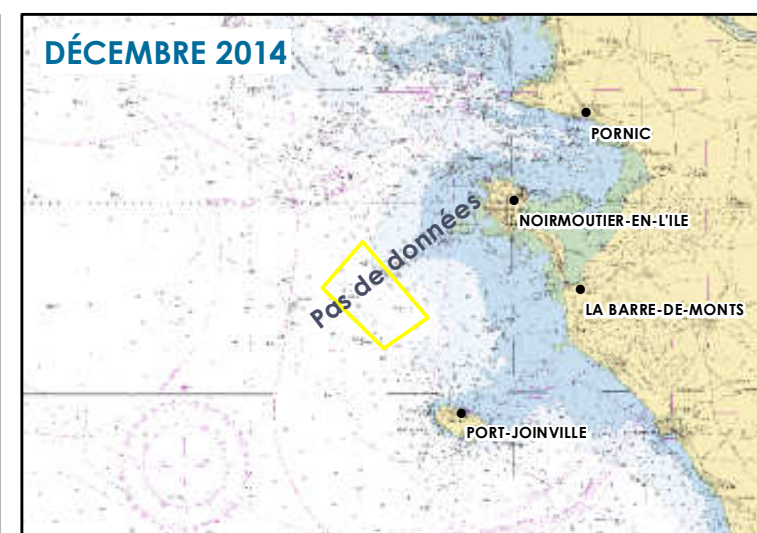 DÉCEMBRE 2014
PORNIC
NOIRMOUTIER-EN-L'ILE
Pas de données
LA BARRE-DE-MONTS
PORT-JOINVILLE